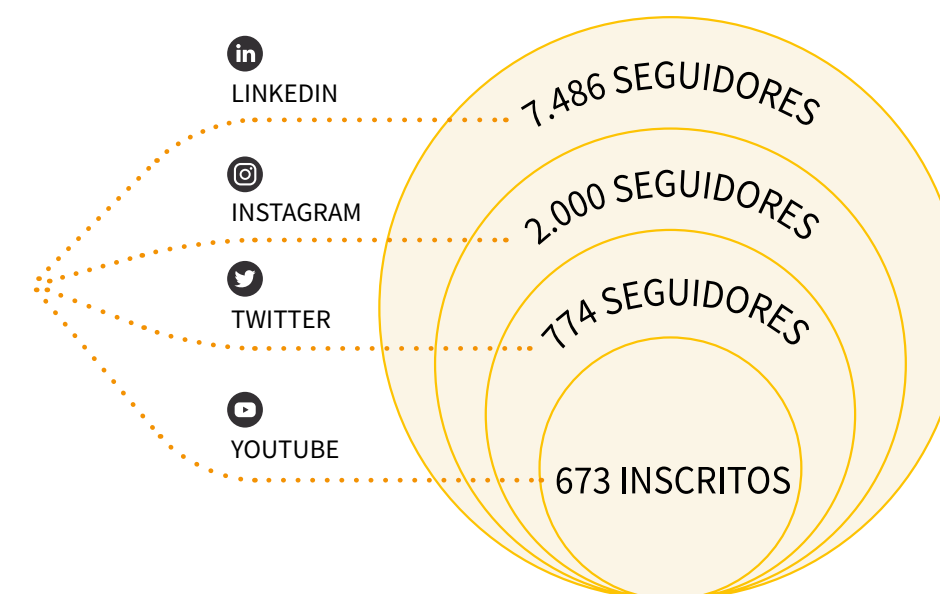 LINKEDIN
7.486 SEGUIDORES
INSTAGRAM
2.000 SEGUIDORES
TWITTER
774 SEGUIDORES
YOUTUBE
673 INSCRITOS